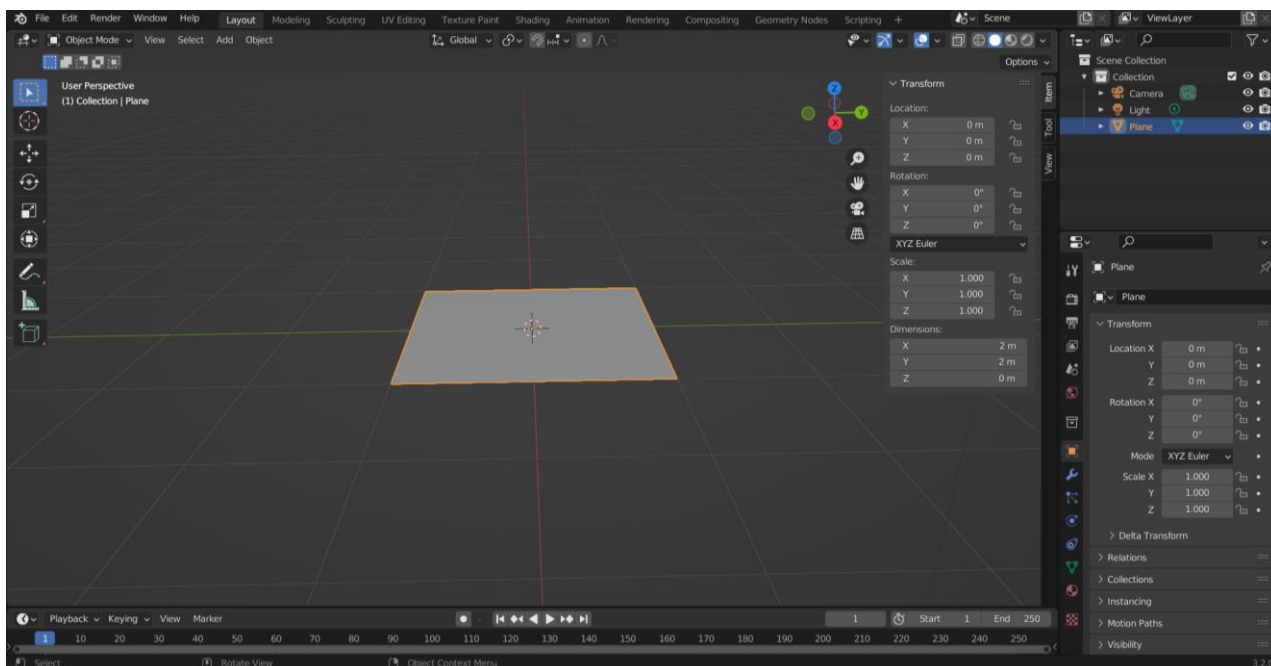 File Edit Render Window Help Layout Modeling Sculpting UV Editing Texture Paint Shading Animation Rendering Compositing Geometry Nodes Scripting + Scene ViewLayer
Object Mode View Select Add Object Global
Options
User Perspective
(1) Collection | Plane
Z
Y
X
Transform
Location:
X 0 m
Y 0 m
Z 0 m
Rotation:
X 0°
Y 0°
Z 0°
XYZ Euler
Scale:
X 1.000
Y 1.000
Z 1.000
Dimensions:
X 2 m
Y 2 m
Z 0 m
Item
Tool
View
Scene Collection
Collection
Camera
Light
Plane
Plane
Plane
Transform
Location X 0 m
Y 0 m
Z 0 m
Rotation X 0°
Y 0°
Z 0°
Mode XYZ Euler
Scale X 1.000
Y 1.000
Z 1.000
Delta Transform
Relations
Collections
Instancing
Motion Paths
Visibility
Playback Keying View Marker 1 Start 1 End 250
1 10 20 30 40 50 60 70 80 90 100 110 120 130 140 150 160 170 180 190 200 210 220 230 240 250
Select Rotate View Object Context Menu